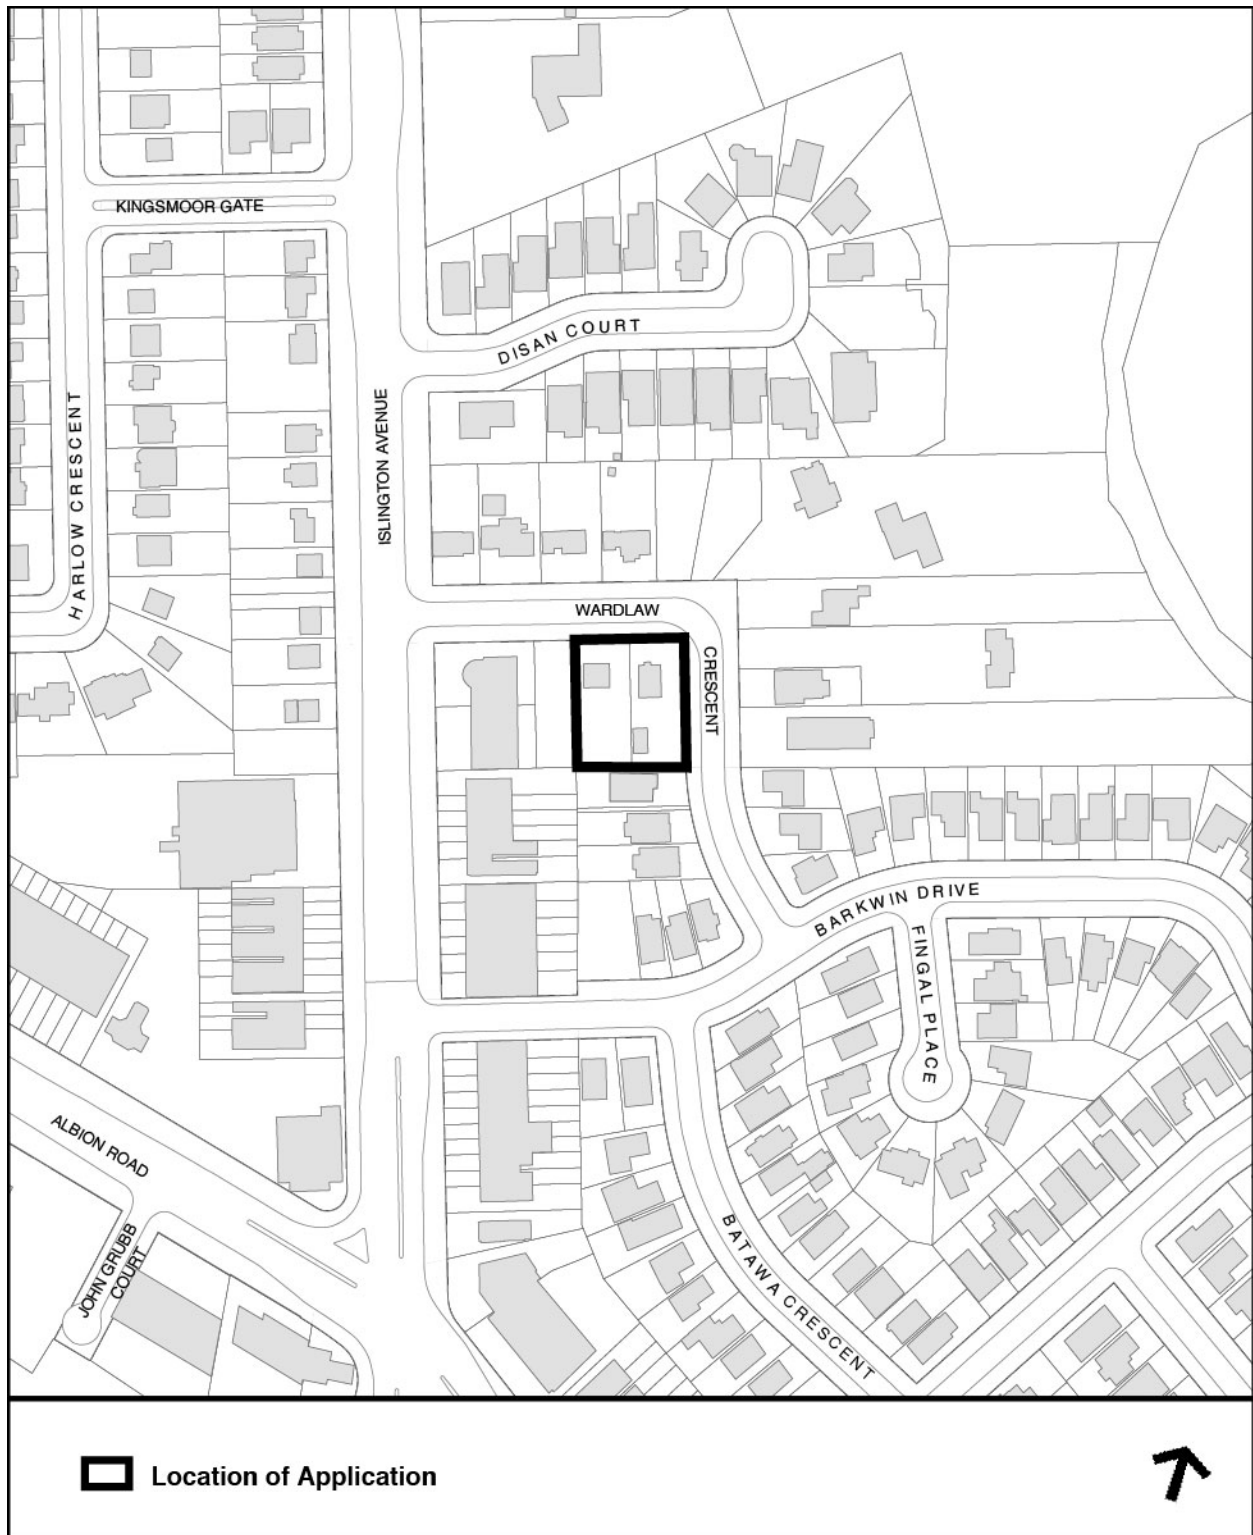 KINGSMOOR GATE
DISAN COURT
HARLOW CRESCENT
ISLINGTON AVENUE
WARDLAW
CRESCENT
BARKWIN DRIVE
FINGAL PLACE
ALBION ROAD
JOHN GRUBB
COURT
BATAWA CRESCENT
Location of Application